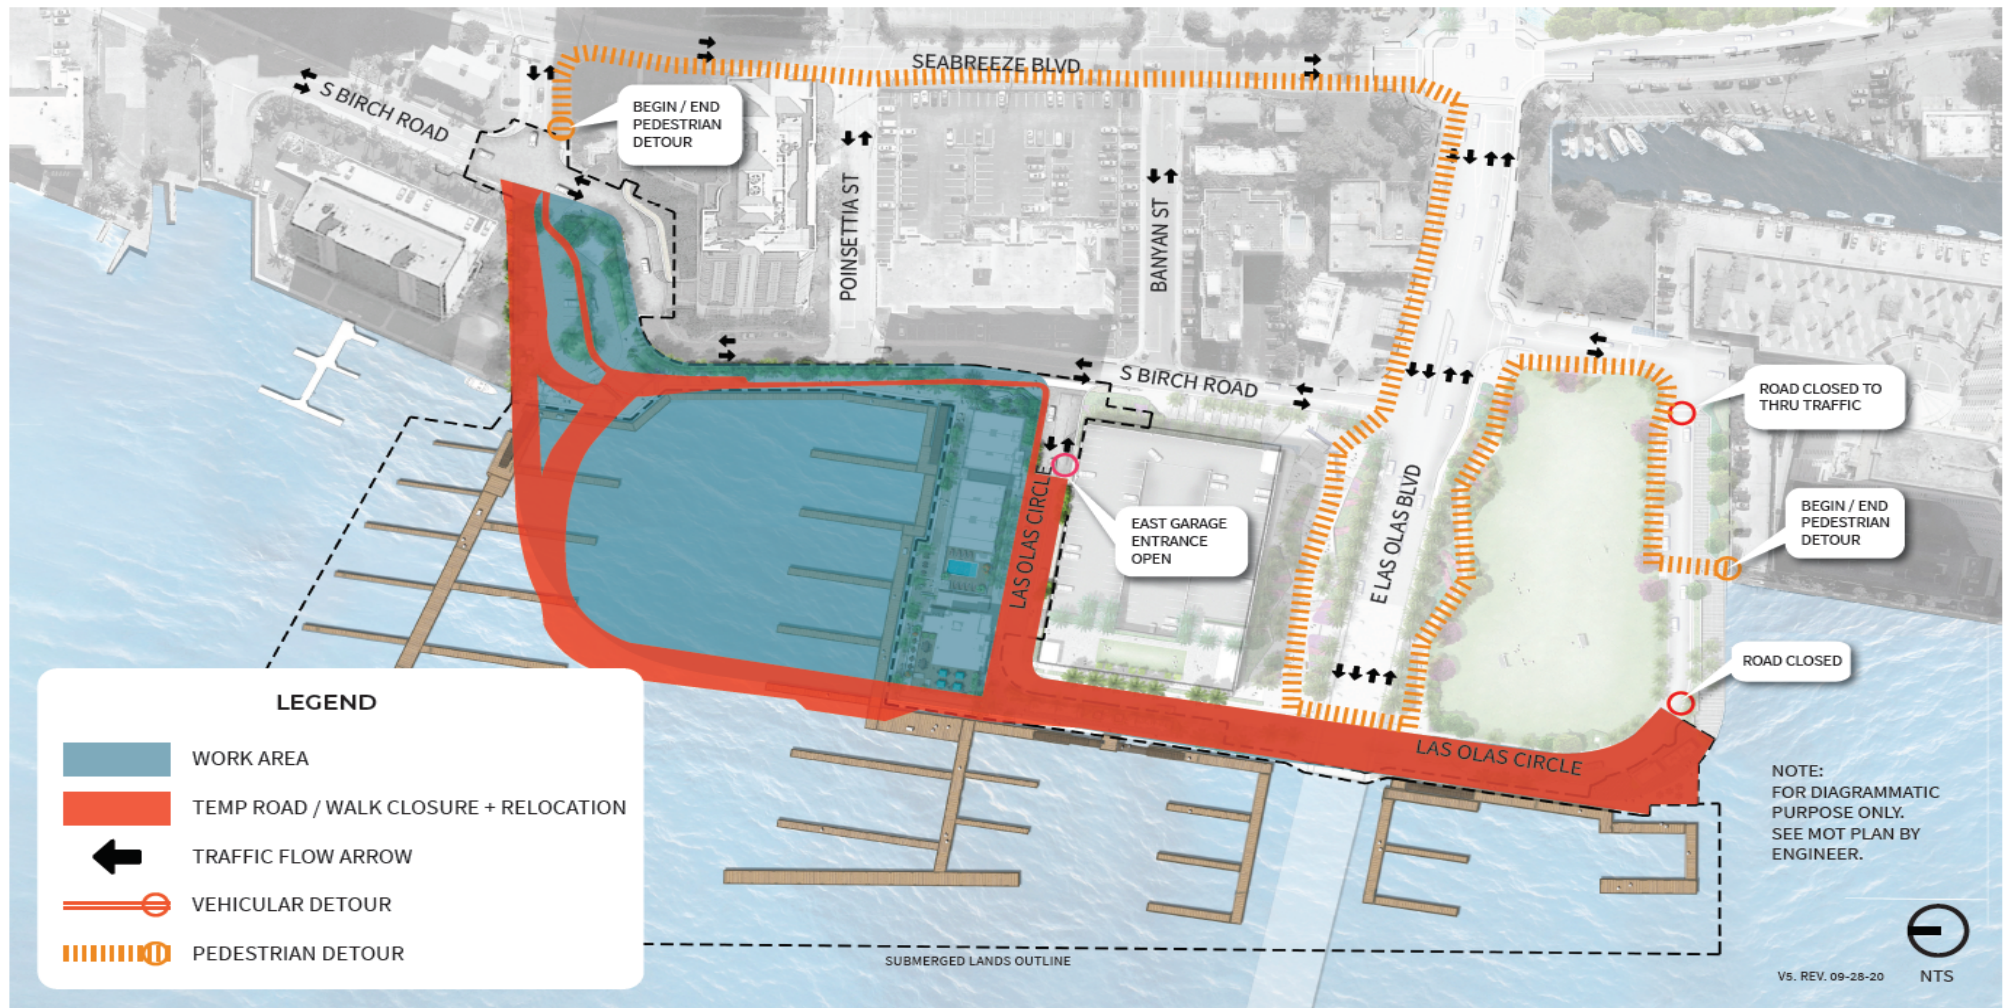 SEABREEZE BLVD
S BIRCH ROAD
BEGIN / END
PEDESTRIAN
DETOUR
POINSETTIA ST
BANYAN ST
S BIRCH ROAD
ROAD CLOSED TO
THRU TRAFFIC
LAS OLAS CIRCLE
EAST GARAGE
ENTRANCE
OPEN
E LAS OLAS BLVD
BEGIN / END
PEDESTRIAN
DETOUR
ROAD CLOSED
LAS OLAS CIRCLE
LEGEND
WORK AREA
TEMP ROAD / WALK CLOSURE + RELOCATION
TRAFFIC FLOW ARROW
VEHICULAR DETOUR
PEDESTRIAN DETOUR
NOTE:
FOR DIAGRAMMATIC
PURPOSE ONLY.
SEE MOT PLAN BY
ENGINEER.
SUBMERGED LANDS OUTLINE
V5. REV. 09-28-20
NTS